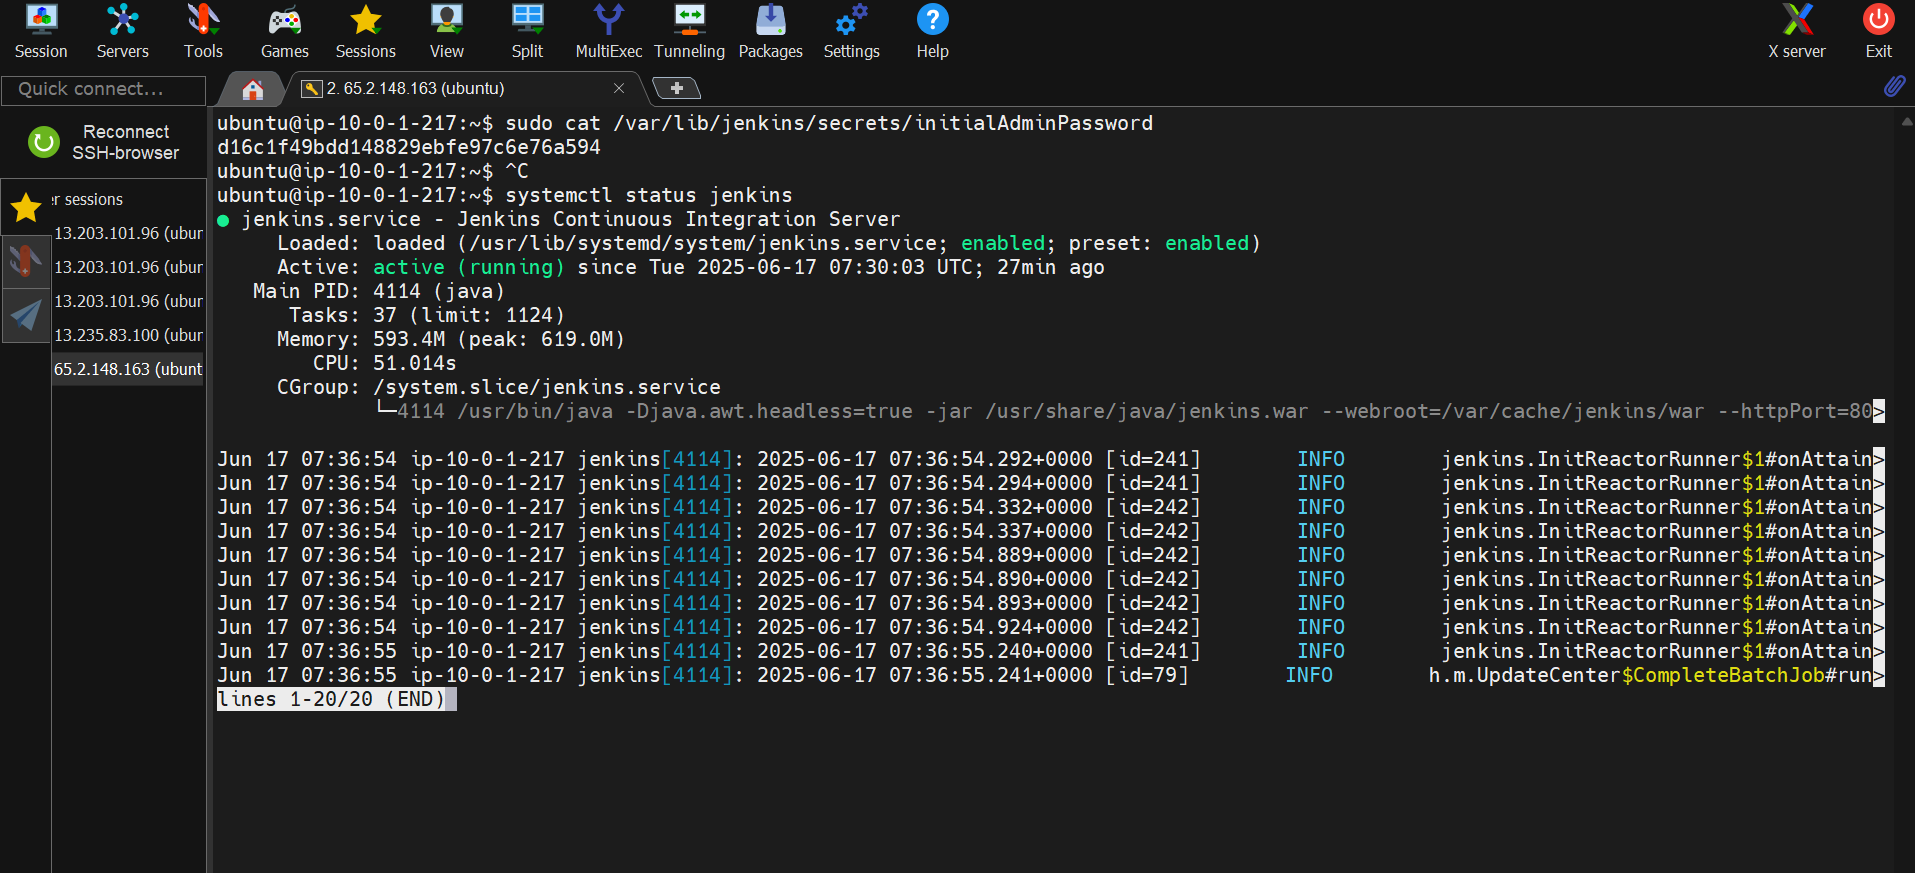 Session Servers Tools Games Sessions View Split MultiExec Tunneling Packages Settings Help X server Exit
Quick connect...
2. 65.2.148.163 (ubuntu)
Reconnect
SSH-browser
er sessions
13.203.101.96 (ubur
13.203.101.96 (ubur
13.203.101.96 (ubur
13.235.83.100 (ubur
65.2.148.163 (ubunt
ubuntu@ip-10-0-1-217:~$ sudo cat /var/lib/jenkins/secrets/initialAdminPassword
d16c1f49bdd148829ebfe97c6e76a594
ubuntu@ip-10-0-1-217:~$ ^C
ubuntu@ip-10-0-1-217:~$ systemctl status jenkins
● jenkins.service - Jenkins Continuous Integration Server
Loaded: loaded (/usr/lib/systemd/system/jenkins.service; enabled; preset: enabled)
Active: active (running) since Tue 2025-06-17 07:30:03 UTC; 27min ago
Main PID: 4114 (java)
Tasks: 37 (limit: 1124)
Memory: 593.4M (peak: 619.0M)
CPU: 51.014s
CGroup: /system.slice/jenkins.service
└─4114 /usr/bin/java -Djava.awt.headless=true -jar /usr/share/java/jenkins.war --webroot=/var/cache/jenkins/war --httpPort=80>
Jun 17 07:36:54 ip-10-0-1-217 jenkins[4114]: 2025-06-17 07:36:54.292+0000 [id=241] INFO jenkins.InitReactorRunner$1#onAttain>
Jun 17 07:36:54 ip-10-0-1-217 jenkins[4114]: 2025-06-17 07:36:54.294+0000 [id=241] INFO jenkins.InitReactorRunner$1#onAttain>
Jun 17 07:36:54 ip-10-0-1-217 jenkins[4114]: 2025-06-17 07:36:54.332+0000 [id=242] INFO jenkins.InitReactorRunner$1#onAttain>
Jun 17 07:36:54 ip-10-0-1-217 jenkins[4114]: 2025-06-17 07:36:54.337+0000 [id=242] INFO jenkins.InitReactorRunner$1#onAttain>
Jun 17 07:36:54 ip-10-0-1-217 jenkins[4114]: 2025-06-17 07:36:54.889+0000 [id=242] INFO jenkins.InitReactorRunner$1#onAttain>
Jun 17 07:36:54 ip-10-0-1-217 jenkins[4114]: 2025-06-17 07:36:54.890+0000 [id=242] INFO jenkins.InitReactorRunner$1#onAttain>
Jun 17 07:36:54 ip-10-0-1-217 jenkins[4114]: 2025-06-17 07:36:54.893+0000 [id=242] INFO jenkins.InitReactorRunner$1#onAttain>
Jun 17 07:36:54 ip-10-0-1-217 jenkins[4114]: 2025-06-17 07:36:54.924+0000 [id=242] INFO jenkins.InitReactorRunner$1#onAttain>
Jun 17 07:36:55 ip-10-0-1-217 jenkins[4114]: 2025-06-17 07:36:55.240+0000 [id=241] INFO jenkins.InitReactorRunner$1#onAttain>
Jun 17 07:36:55 ip-10-0-1-217 jenkins[4114]: 2025-06-17 07:36:55.241+0000 [id=79] INFO h.m.UpdateCenter$CompleteBatchJob#run>
lines 1-20/20 (END)